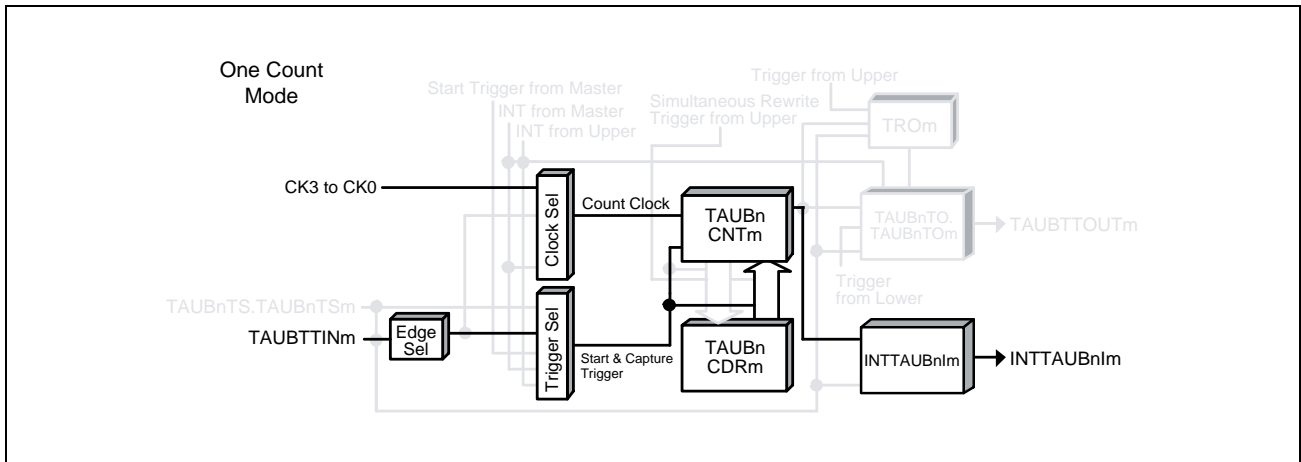 One Count
Mode
Trigger from Upper
Start Trigger from Master
INT from Master
INT from Upper
Simultaneous Rewrite
Trigger from Upper
TROm
CK3 to CK0
Clock Sel
Count Clock
TAUBn
CNTm
TAUBnTO.
TAUBnTOm
TAUBTTOUTm
Trigger
from Lower
TAUBnTS.TAUBnTSm
TAUBTTINm
Edge
Sel
Trigger Sel
Start & Capture
Trigger
TAUBn
CDRm
INTTAUBnIm
INTTAUBnIm